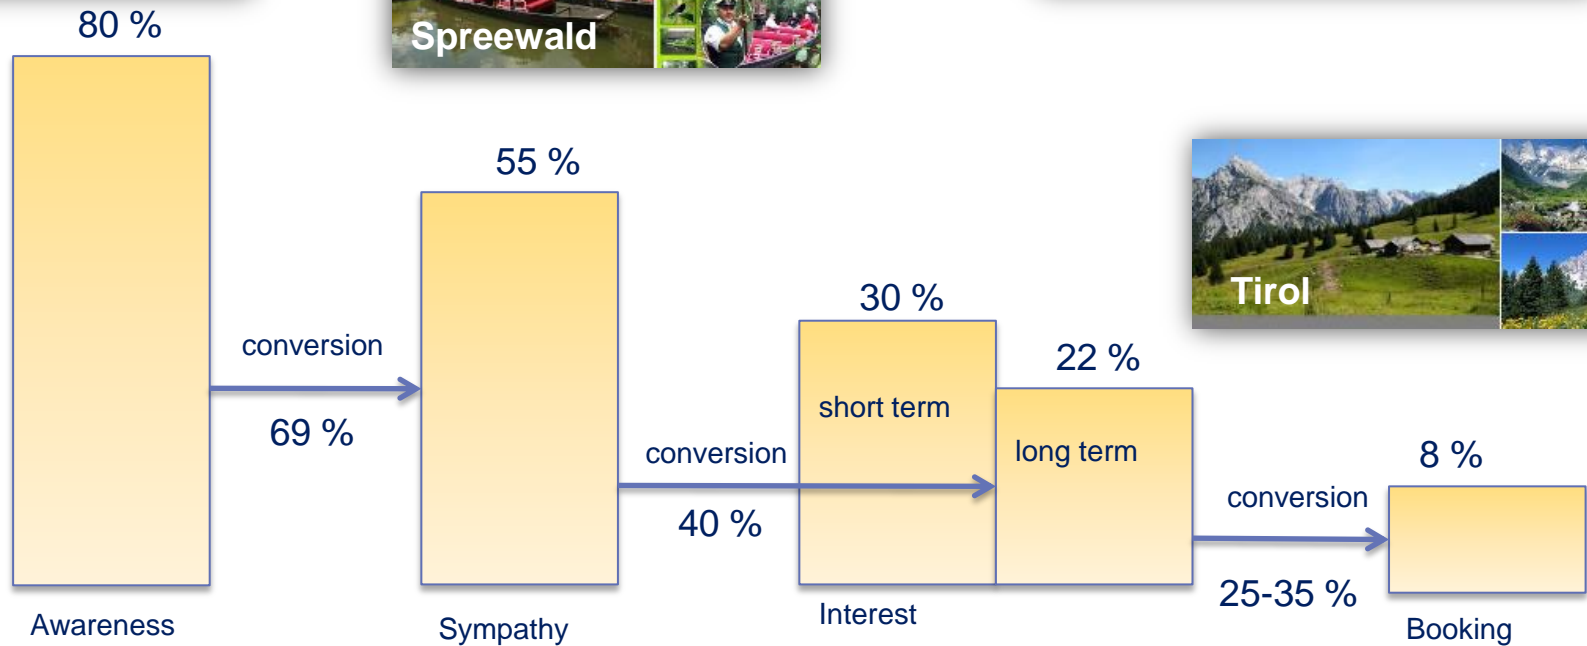 80 %
Spreewald
55 %
Tirol
30 %
conversion
22 %
short term
69 %
conversion
long term
8 %
conversion
40 %
25-35 %
Awareness
Sympathy
Interest
Booking